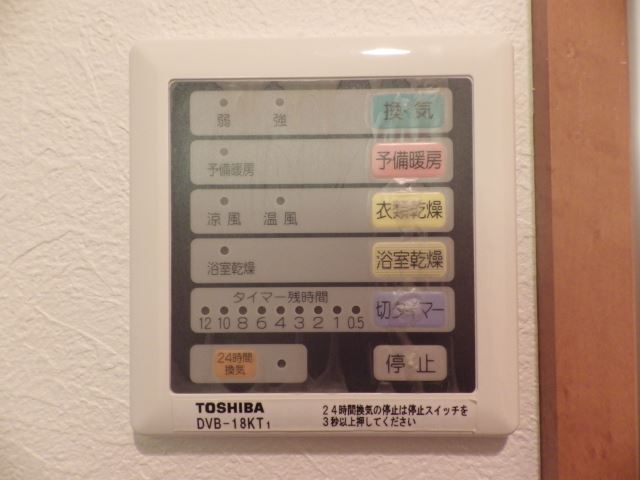 弱 強 換気
予備暖房 予備暖房
涼風 温風 衣類乾燥
浴室乾燥 浴室乾燥
タイマー残時間
12 10 8 6 4 3 2 1 0.5 切タイマー
24時間
換気
停止
TOSHIBA
DVB-18KT1
24時間換気の停止は停止スイッチを
3秒以上押してください